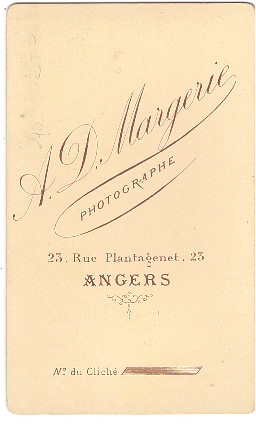 A. D. Margerie
PHOTOGRAPHE
23, Rue Plantagenet, 23
ANGERS
No. du Cliché